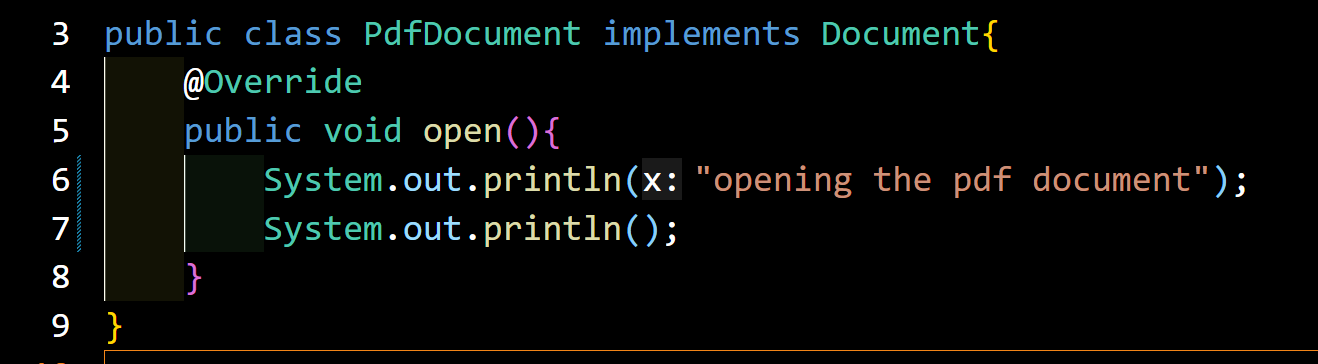 3 public class PdfDocument implements Document{
4 @Override
5 public void open(){
6 System.out.println(x: "opening the pdf document");
7 System.out.println();
8 }
9 }